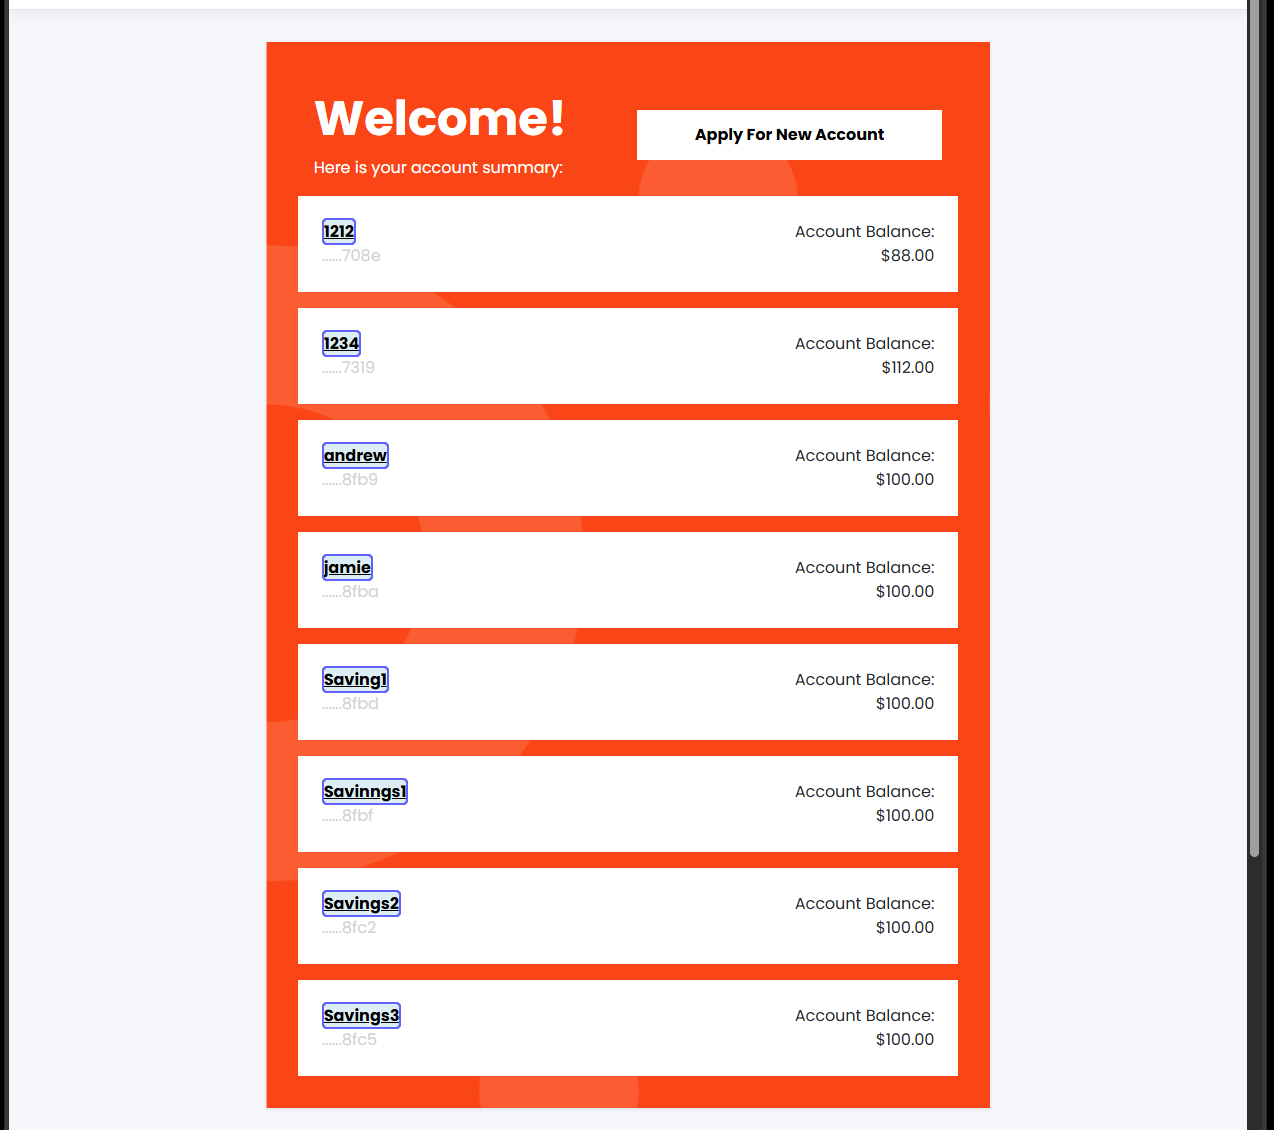 Welcome!
Apply For New Account
Here is your account summary:
1212
Account Balance:
......708e
$88.00
1234
Account Balance:
......7319
$112.00
andrew
Account Balance:
......8fb9
$100.00
jamie
Account Balance:
......8fba
$100.00
Saving1
Account Balance:
......8fbd
$100.00
Savinngs1
Account Balance:
......8fbf
$100.00
Savings2
Account Balance:
......8fc2
$100.00
Savings3
Account Balance:
......8fc5
$100.00